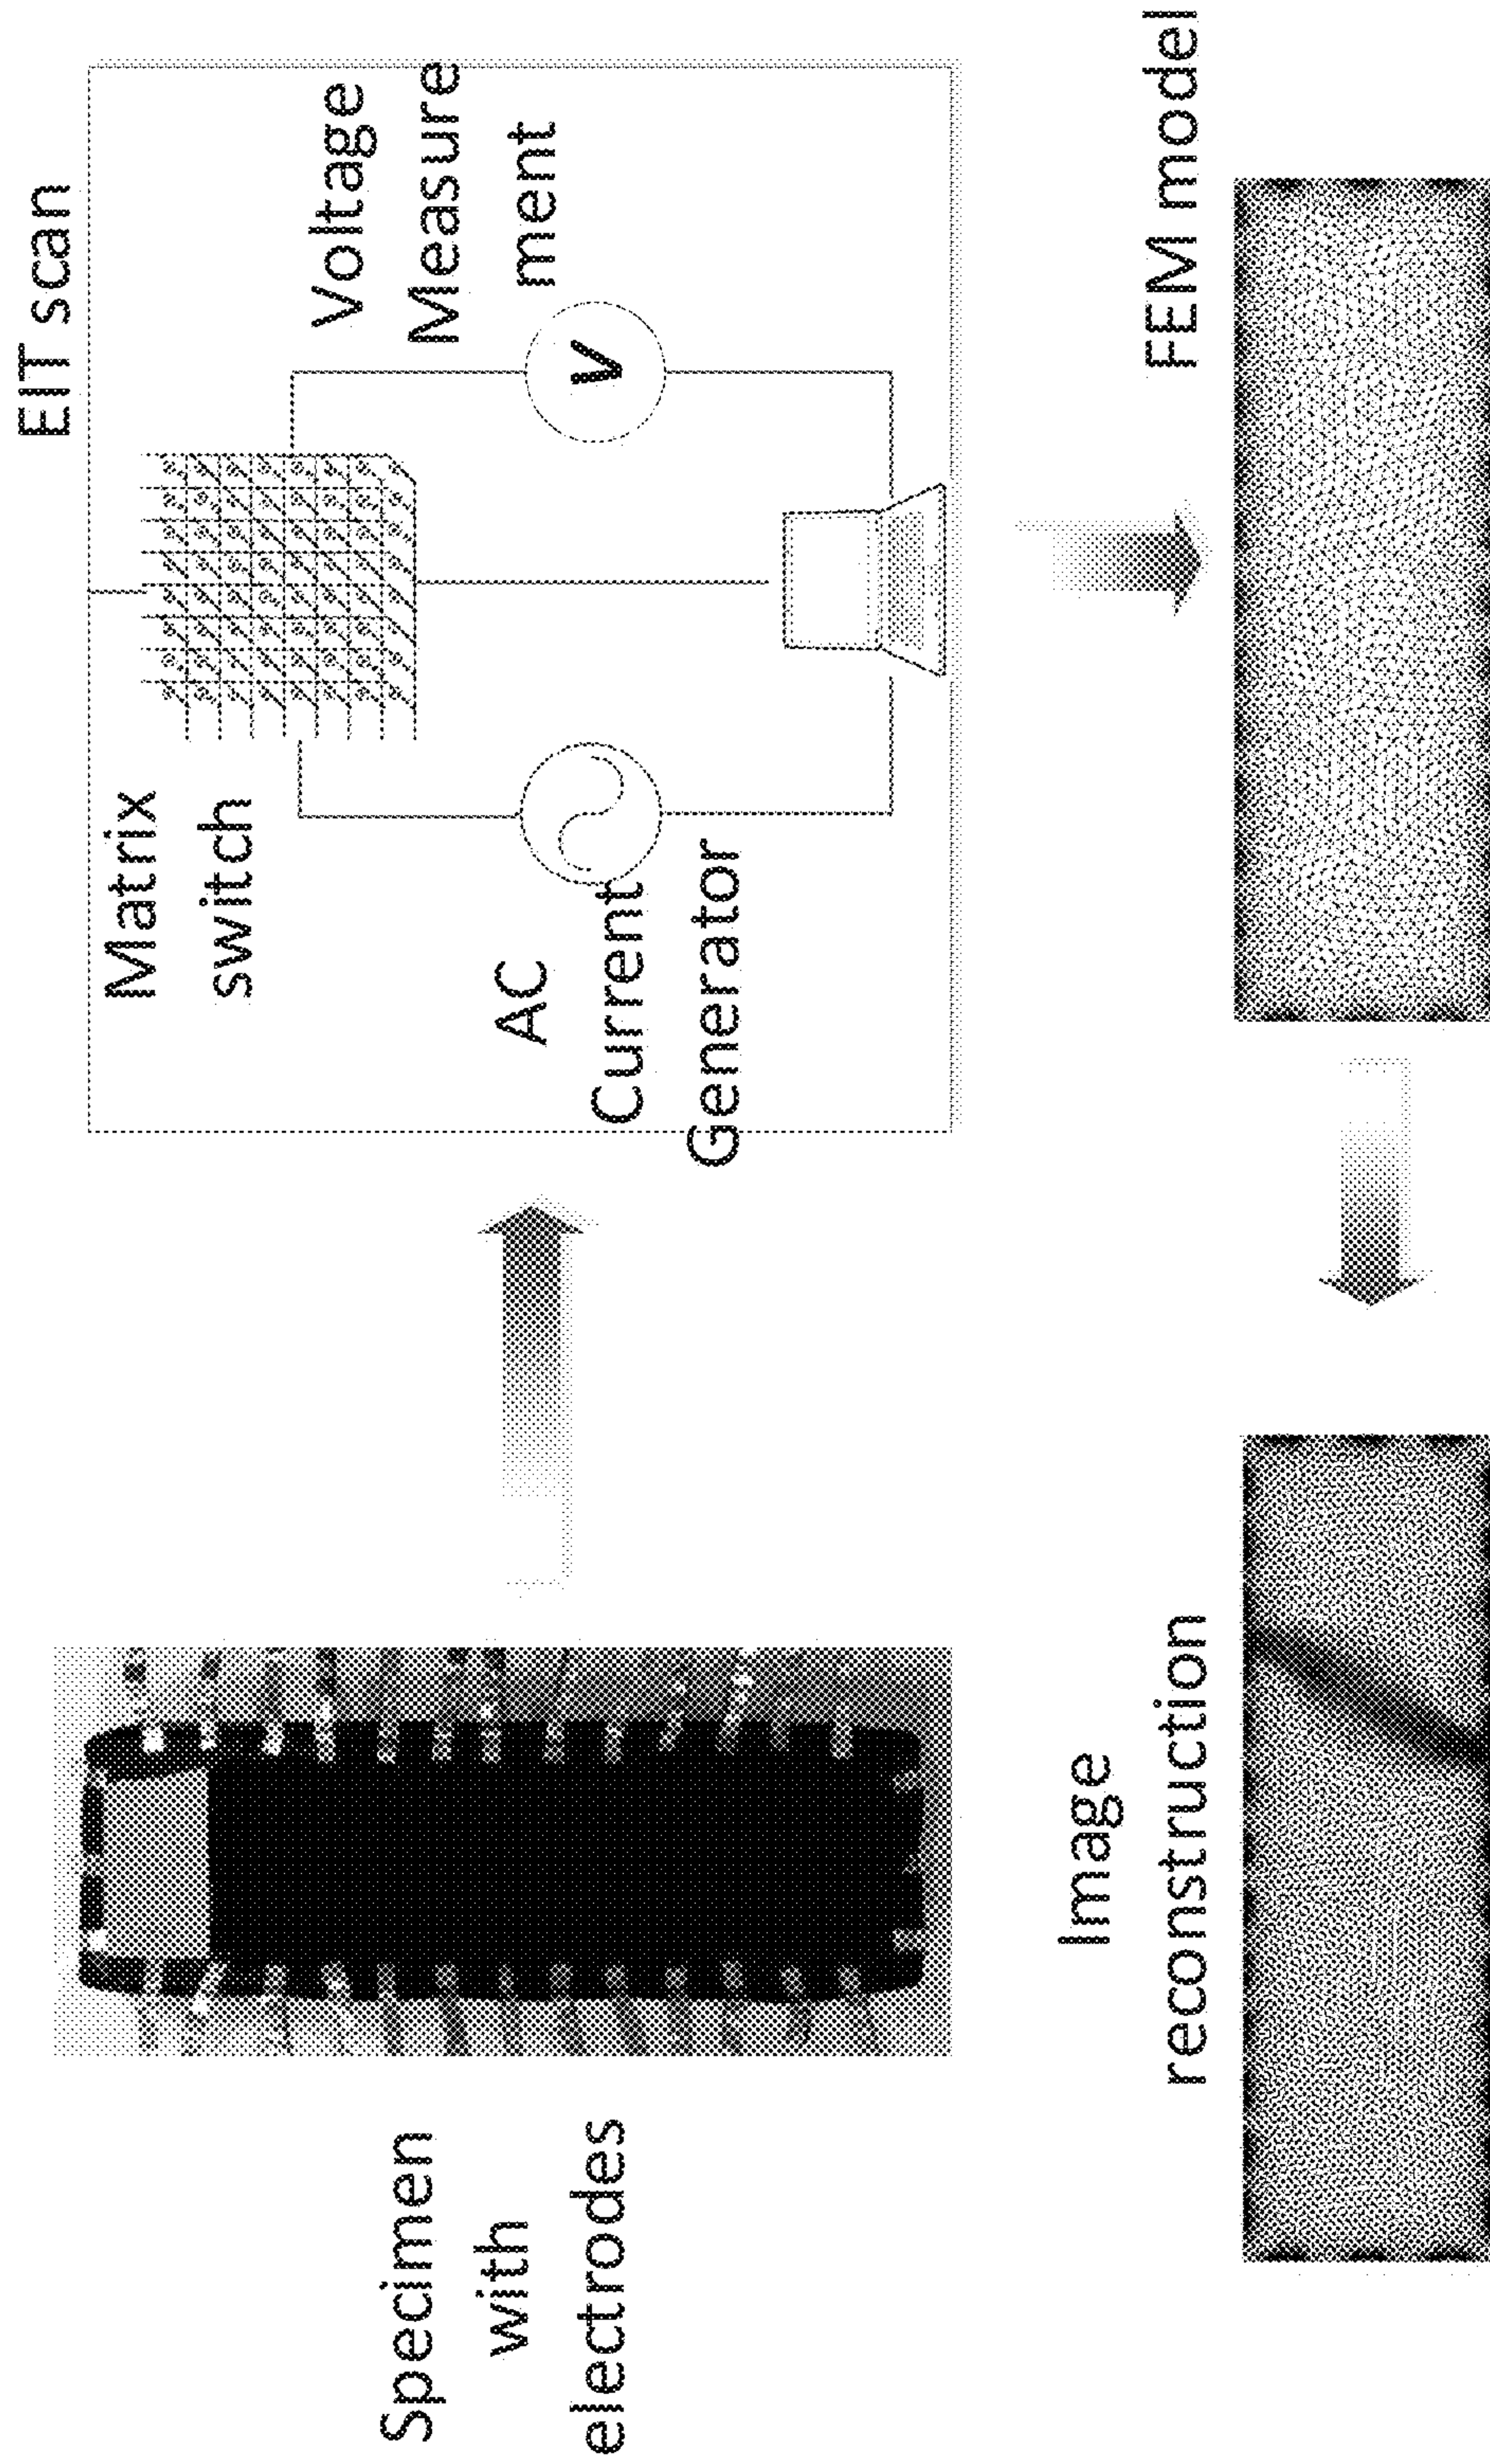 Specimen
with
electrodes
EIT scan
Matrix
switch
AC
Current
Generator
V
Voltage
Measure
ment
FEM model
Image
reconstruction